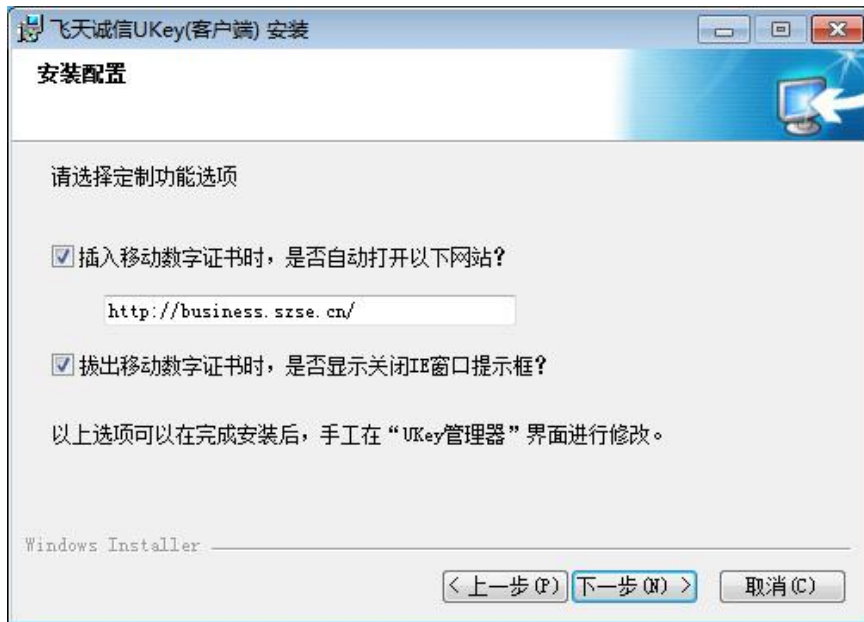 飞天诚信UKey(客户端) 安装
安装配置
请选择定制功能选项
插入移动数字证书时，是否自动打开以下网站？
http://business.szse.cn/
拔出移动数字证书时，是否显示关闭IE窗口提示框？
以上选项可以在完成安装后，手工在“UKey管理器”界面进行修改。
Windows Installer
< 上一步(P) 下一步(N) > 取消(C)